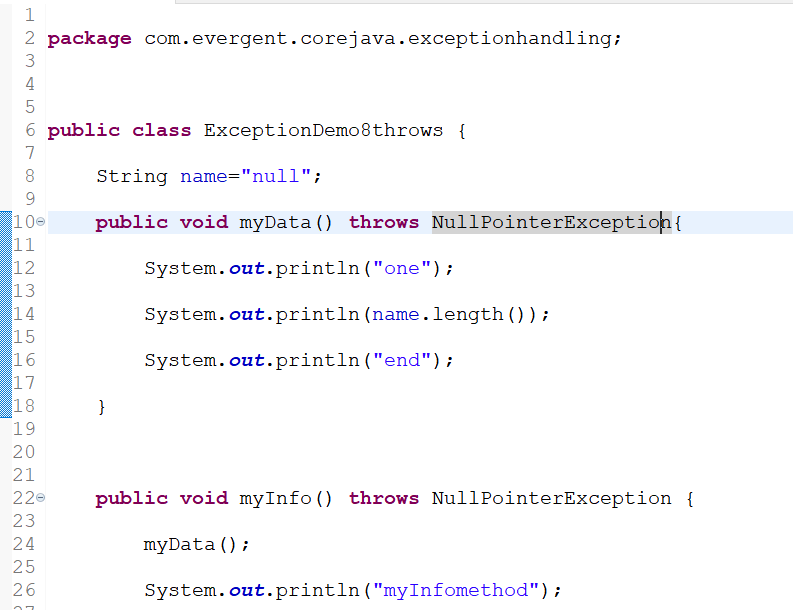 1
2 package com.evergent.corejava.exceptionhandling;
3
4
5
6 public class ExceptionDemo8throws {
7
8 String name="null";
9
10 public void myData() throws NullPointerException{
11
12 System.out.println("one");
13
14 System.out.println(name.length());
15
16 System.out.println("end");
17
18 }
19
20
21
22 public void myInfo() throws NullPointerException {
23
24 myData();
25
26 System.out.println("myInfomethod");